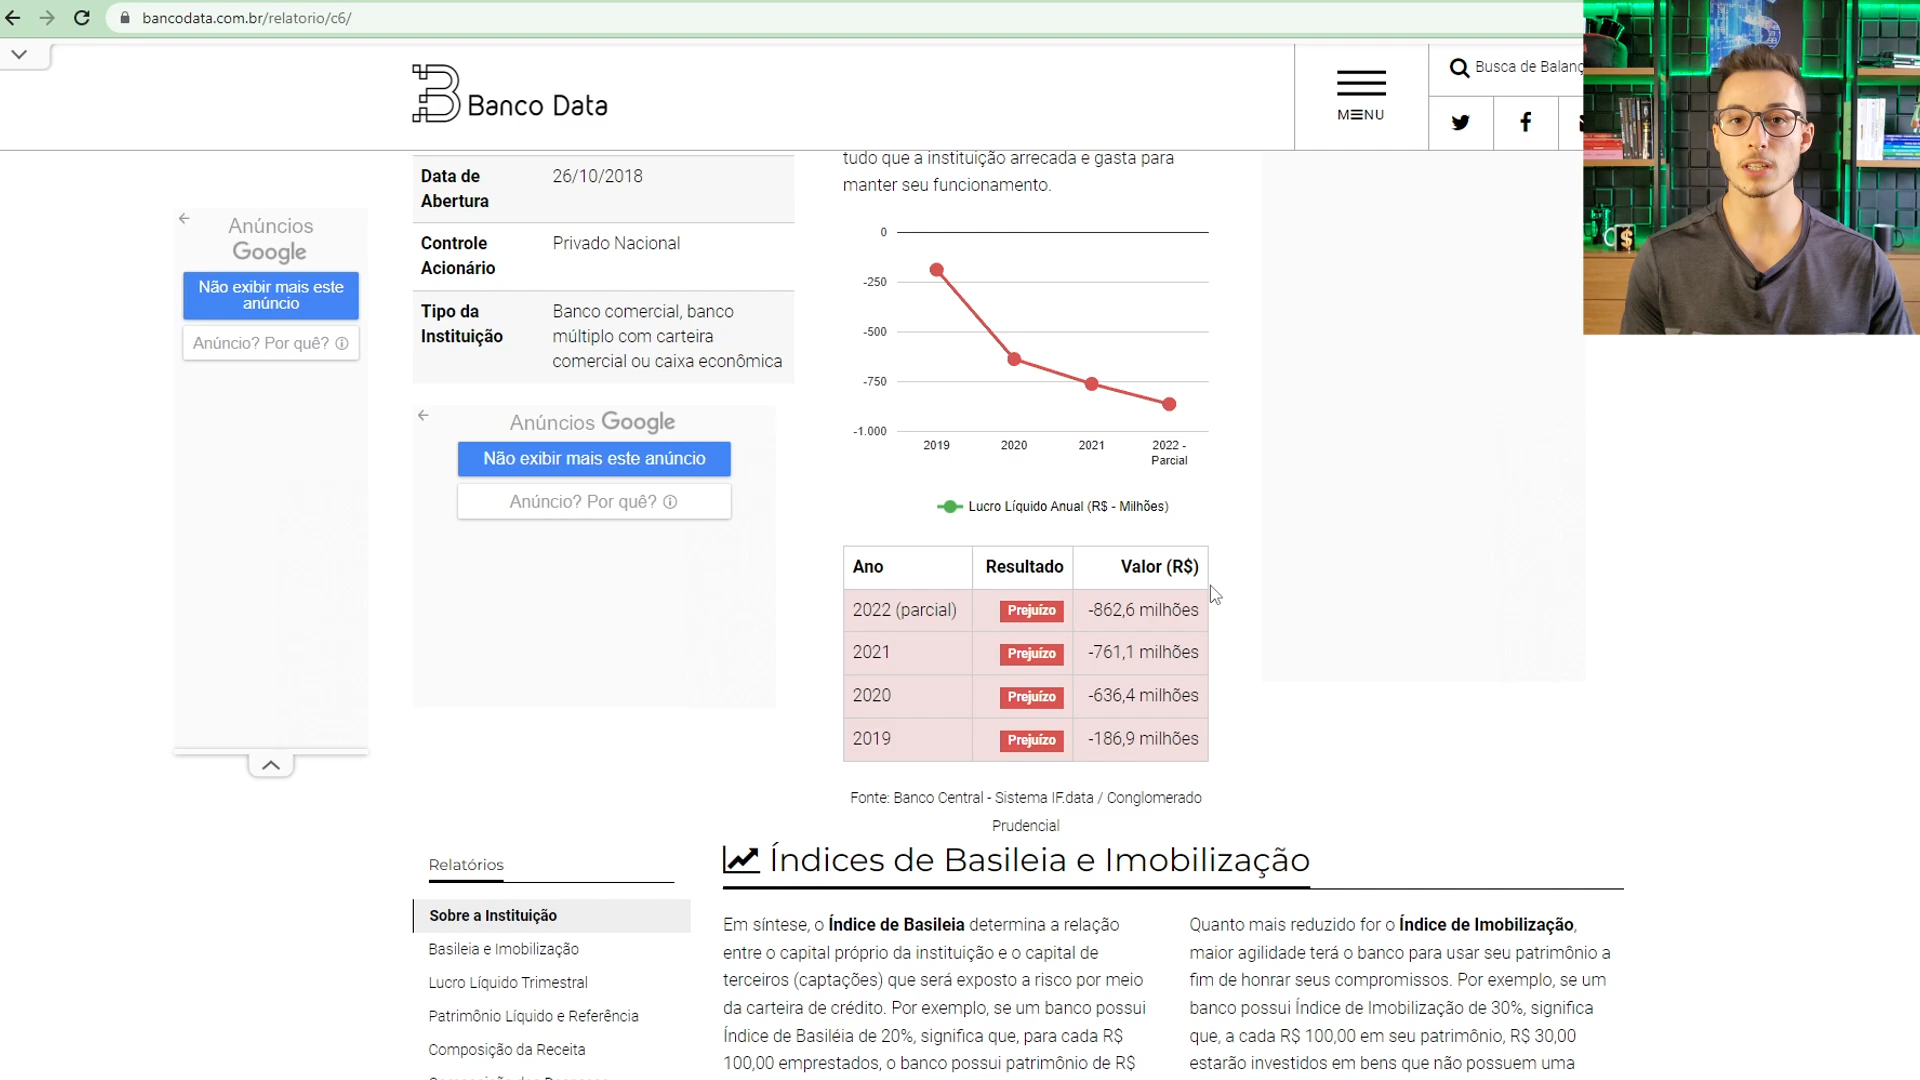 bancodata.com.br/relatorio/c6/
Banco Data
MENU
Busca de Balanç
Data de
Abertura
26/10/2018
Controle
Acionário
Privado Nacional
Tipo da
Instituição
Banco comercial, banco
múltiplo com carteira
comercial ou caixa econômica
Anúncios
Google
Não exibir mais este
anúncio
Anúncio? Por quê?
Anúncios Google
Não exibir mais este anúncio
Anúncio? Por quê?
tudo que a instituição arrecada e gasta para
manter seu funcionamento.
0
-250
-500
-750
-1.000
2019
2020
2021
2022 -
Parcial
Lucro Líquido Anual (R$ - Milhões)
Ano Resultado Valor (R$)
2022 (parcial) Prejuízo -862,6 milhões
2021 Prejuízo -761,1 milhões
2020 Prejuízo -636,4 milhões
2019 Prejuízo -186,9 milhões
Fonte: Banco Central - Sistema IF.data / Conglomerado
Prudencial
Relatórios
Sobre a Instituição
Basileia e Imobilização
Lucro Líquido Trimestral
Patrimônio Líquido e Referência
Composição da Receita
Índices de Basileia e Imobilização
Em síntese, o Índice de Basileia determina a relação
entre o capital próprio da instituição e o capital de
terceiros (captações) que será exposto a risco por meio
da carteira de crédito. Por exemplo, se um banco possui
Índice de Basiléia de 20%, significa que, para cada R$
100,00 emprestados, o banco possui patrimônio de R$
Quanto mais reduzido for o Índice de Imobilização,
maior agilidade terá o banco para usar seu patrimônio a
fim de honrar seus compromissos. Por exemplo, se um
banco possui Índice de Imobilização de 30%, significa
que, a cada R$ 100,00 em seu patrimônio, R$ 30,00
estarão investidos em bens que não possuem uma